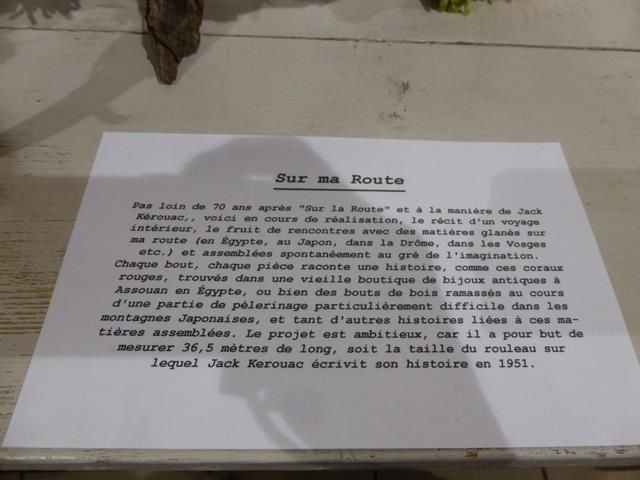 Sur ma Route
Pas loin de 70 ans après "Sur la Route" et à la manière de Jack
Kérouac,, voici en cours de réalisation, le récit d'un voyage
intérieur, le fruit de rencontres avec des matières glanés sur
ma route (en Égypte, au Japon, dans la Drôme, dans les Vosges
etc.) et assemblées spontanéement au gré de l'imagination.
Chaque bout, chaque pièce raconte une histoire, comme ces coraux
rouges, trouvés dans une vieille boutique de bijoux antiques à
Assouan en Égypte, ou bien des bouts de bois ramassés au cours
d'une partie de pèlerinage particulièrement difficile dans les
montagnes Japonaises, et tant d'autres histoires liées à ces ma-
tières assemblées. Le projet est ambitieux, car il a pour but de
mesurer 36,5 mètres de long, soit la taille du rouleau sur
lequel Jack Kerouac écrivit son histoire en 1951.